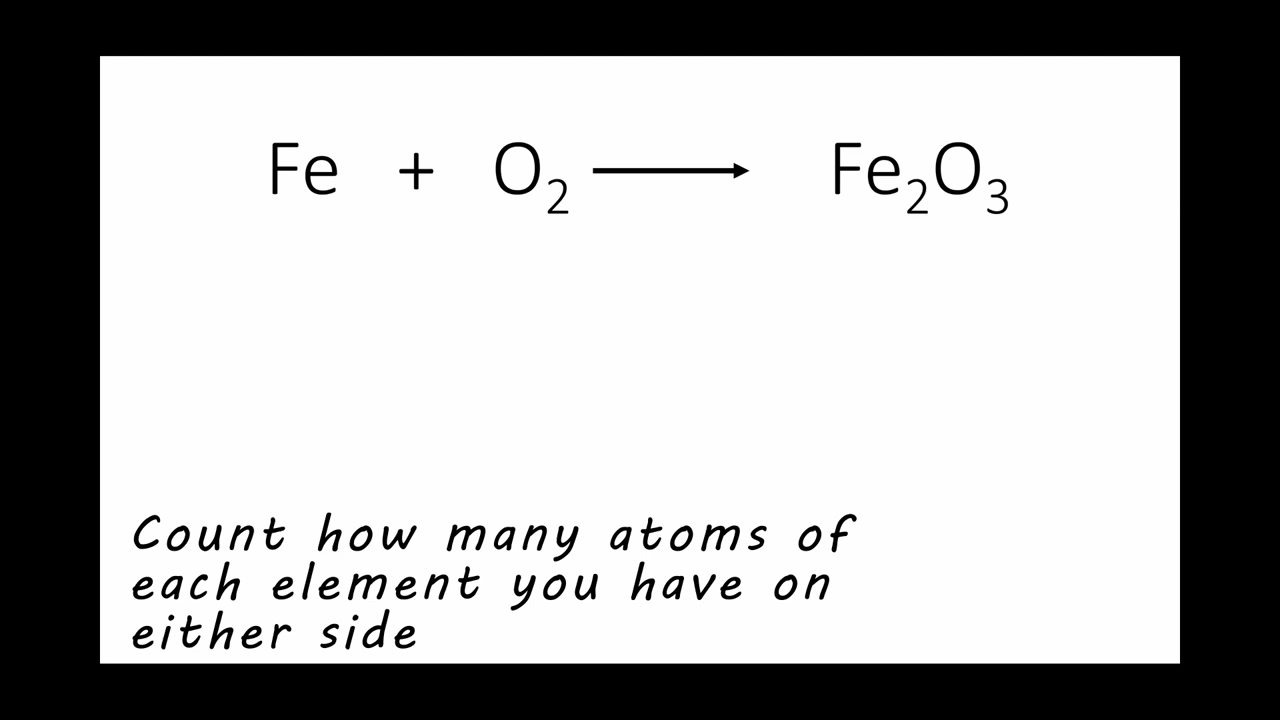 Fe + O₂ ⟶ Fe₂O₃
Count how many atoms of
each element you have on
either side